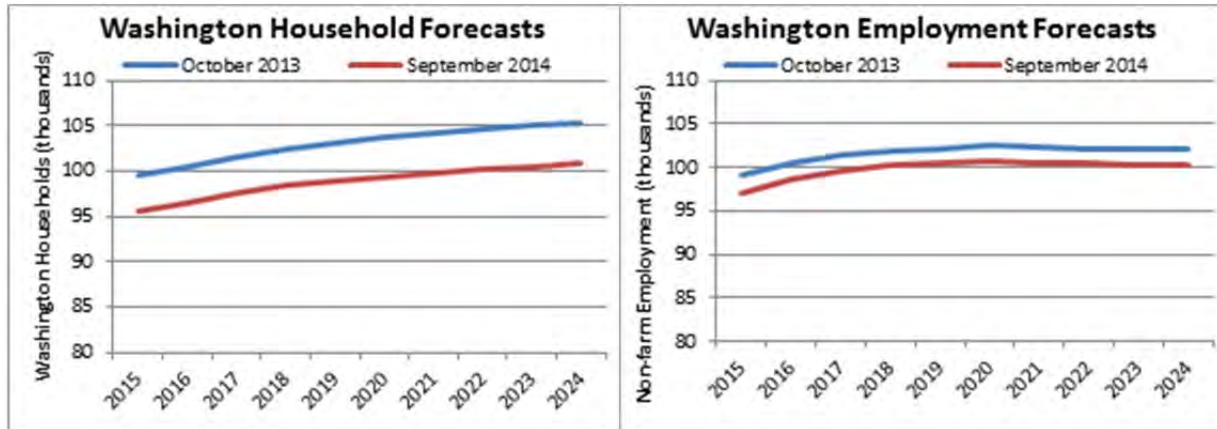 Washington Household Forecasts
October 2013 September 2014
Washington Households (thousands)
110
105
100
95
90
85
80
2015 2016 2017 2018 2019 2020 2021 2022 2023 2024
Washington Employment Forecasts
October 2013 September 2014
Non-farm Employment (thousands)
110
105
100
95
90
85
80
2015 2016 2017 2018 2019 2020 2021 2022 2023 2024